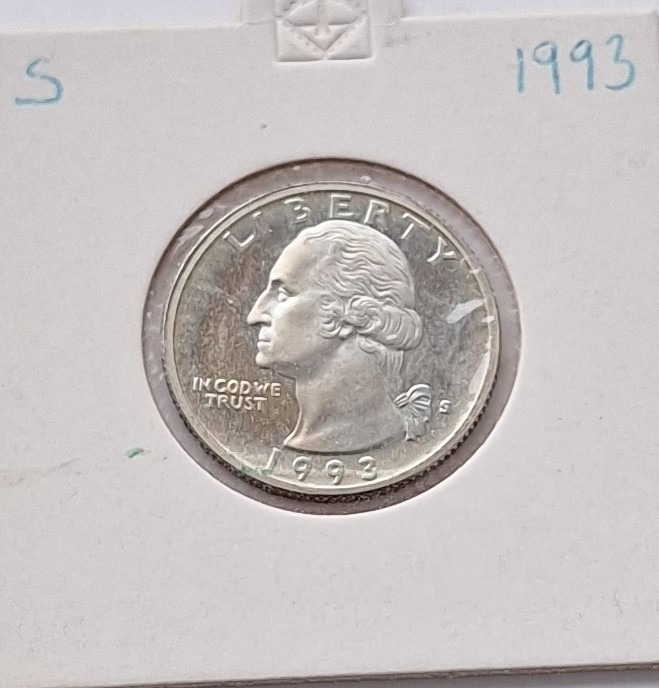 S 1993
LIBERTY
IN GOD WE
TRUST
S
1993